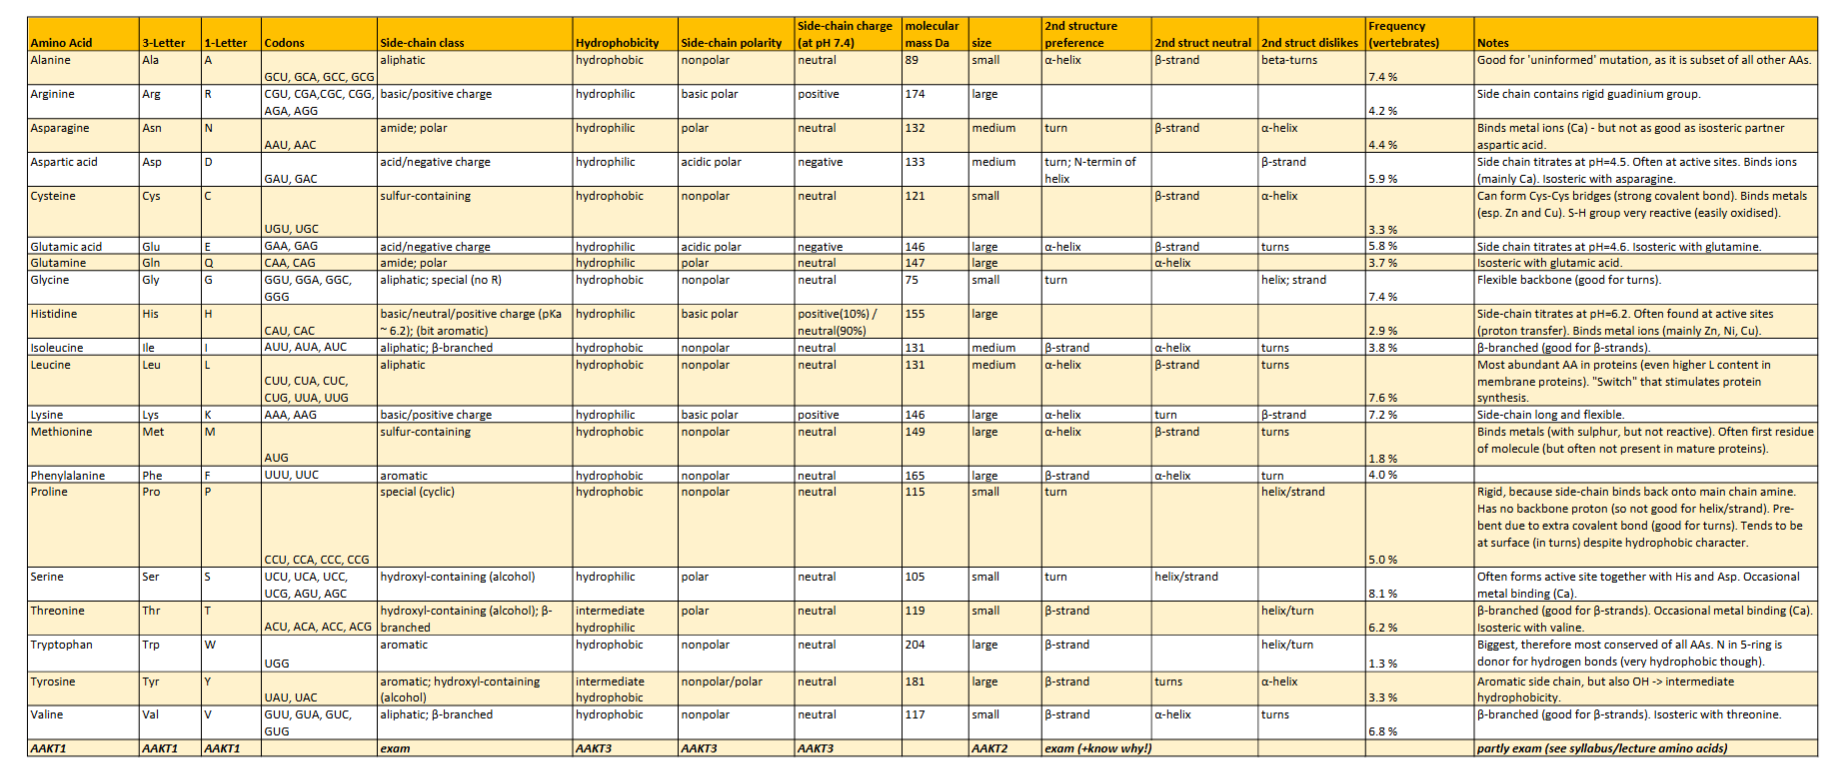 Amino Acid | 3-Letter | 1-Letter | Codons | Side-chain class | Hydrophobicity | Side-chain polarity | Side-chain charge (at pH 7.4) | molecular mass Da | size | 2nd structure preference | 2nd struct neutral | 2nd struct dislikes | Frequency (vertebrates) | Notes
Alanine | Ala | A | GCU, GCA, GCC, GCG | aliphatic | hydrophobic | nonpolar | neutral | 89 | small | α-helix | β-strand | beta-turns | 7.4 % | Good for 'uninformed' mutation, as it is subset of all other AAs.
Arginine | Arg | R | CGU, CGA,CGC, CGG, AGA, AGG | basic/positive charge | hydrophilic | basic polar | positive | 174 | large | | | | 4.2 % | Side chain contains rigid guadinium group.
Asparagine | Asn | N | AAU, AAC | amide; polar | hydrophilic | polar | neutral | 132 | medium | turn | β-strand | α-helix | 4.4 % | Binds metal ions (Ca) - but not as good as isosteric partner aspartic acid.
Aspartic acid | Asp | D | GAU, GAC | acid/negative charge | hydrophilic | acidic polar | negative | 133 | medium | turn; N-termin of helix | | β-strand | 5.9 % | Side chain titrates at pH=4.5. Often at active sites. Binds ions (mainly Ca). Isosteric with asparagine.
Cysteine | Cys | C | UGU, UGC | sulfur-containing | hydrophobic | nonpolar | neutral | 121 | small | | β-strand | α-helix | 3.3 % | Can form Cys-Cys bridges (strong covalent bond). Binds metals (esp. Zn and Cu). S-H group very reactive (easily oxidised).
Glutamic acid | Glu | E | GAA, GAG | acid/negative charge | hydrophilic | acidic polar | negative | 146 | large | α-helix | β-strand | turns | 5.8 % | Side chain titrates at pH=4.6. Isosteric with glutamine.
Glutamine | Gln | Q | CAA, CAG | amide; polar | hydrophilic | polar | neutral | 147 | large | | α-helix | | 3.7 % | Isosteric with glutamic acid.
Glycine | Gly | G | GGU, GGA, GGC, GGG | aliphatic; special (no R) | hydrophobic | nonpolar | neutral | 75 | small | turn | | helix; strand | 7.4 % | Flexible backbone (good for turns).
Histidine | His | H | CAU, CAC | basic/neutral/positive charge (pKa ~ 6.2); (bit aromatic) | hydrophilic | basic polar | positive(10%) / neutral(90%) | 155 | large | | | | 2.9 % | Side-chain titrates at pH=6.2. Often found at active sites (proton transfer). Binds metal ions (mainly Zn, Ni, Cu).
Isoleucine | Ile | I | AUU, AUA, AUC | aliphatic; β-branched | hydrophobic | nonpolar | neutral | 131 | medium | β-strand | α-helix | turns | 3.8 % | β-branched (good for β-strands).
Leucine | Leu | L | CUU, CUA, CUC, CUG, UUA, UUG | aliphatic | hydrophobic | nonpolar | neutral | 131 | medium | α-helix | β-strand | turns | 7.6 % | Most abundant AA in proteins (even higher L content in membrane proteins). "Switch" that stimulates protein synthesis.
Lysine | Lys | K | AAA, AAG | basic/positive charge | hydrophilic | basic polar | positive | 146 | large | α-helix | turn | β-strand | 7.2 % | Side-chain long and flexible.
Methionine | Met | M | AUG | sulfur-containing | hydrophobic | nonpolar | neutral | 149 | large | α-helix | β-strand | turns | 1.8 % | Binds metals (with sulphur, but not reactive). Often first residue of molecule (but often not present in mature proteins).
Phenylalanine | Phe | F | UUU, UUC | aromatic | hydrophobic | nonpolar | neutral | 165 | large | β-strand | α-helix | turn | 4.0 % |
Proline | Pro | P | CCU, CCA, CCC, CCG | special (cyclic) | hydrophobic | nonpolar | neutral | 115 | small | turn | | helix/strand | 5.0 % | Rigid, because side-chain binds back onto main chain amine. Has no backbone proton (so not good for helix/strand). Pre-bent due to extra covalent bond (good for turns). Tends to be at surface (in turns) despite hydrophobic character.
Serine | Ser | S | UCU, UCA, UCC, UCG, AGU, AGC | hydroxyl-containing (alcohol) | hydrophilic | polar | neutral | 105 | small | turn | helix/strand | | 8.1 % | Often forms active site together with His and Asp. Occasional metal binding (Ca).
Threonine | Thr | T | ACU, ACA, ACC, ACG | hydroxyl-containing (alcohol); β-branched | intermediate hydrophilic | polar | neutral | 119 | small | β-strand | | helix/turn | 6.2 % | β-branched (good for β-strands). Occasional metal binding (Ca). Isosteric with valine.
Tryptophan | Trp | W | UGG | aromatic | hydrophobic | nonpolar | neutral | 204 | large | β-strand | | helix/turn | 1.3 % | Biggest, therefore most conserved of all AAs. N in 5-ring is donor for hydrogen bonds (very hydrophobic though).
Tyrosine | Tyr | Y | UAU, UAC | aromatic; hydroxyl-containing (alcohol) | intermediate hydrophobic | nonpolar/polar | neutral | 181 | large | β-strand | turns | α-helix | 3.3 % | Aromatic side chain, but also OH -> intermediate hydrophobicity.
Valine | Val | V | GUU, GUA, GUC, GUG | aliphatic; β-branched | hydrophobic | nonpolar | neutral | 117 | small | β-strand | α-helix | turns | 6.8 % | β-branched (good for β-strands). Isosteric with threonine.
AAKT1 | AAKT1 | AAKT1 | | exam | AAKT3 | AAKT3 | AAKT3 | | AAKT2 | exam (+know why!) | | | | partly exam (see syllabus/lecture amino acids)